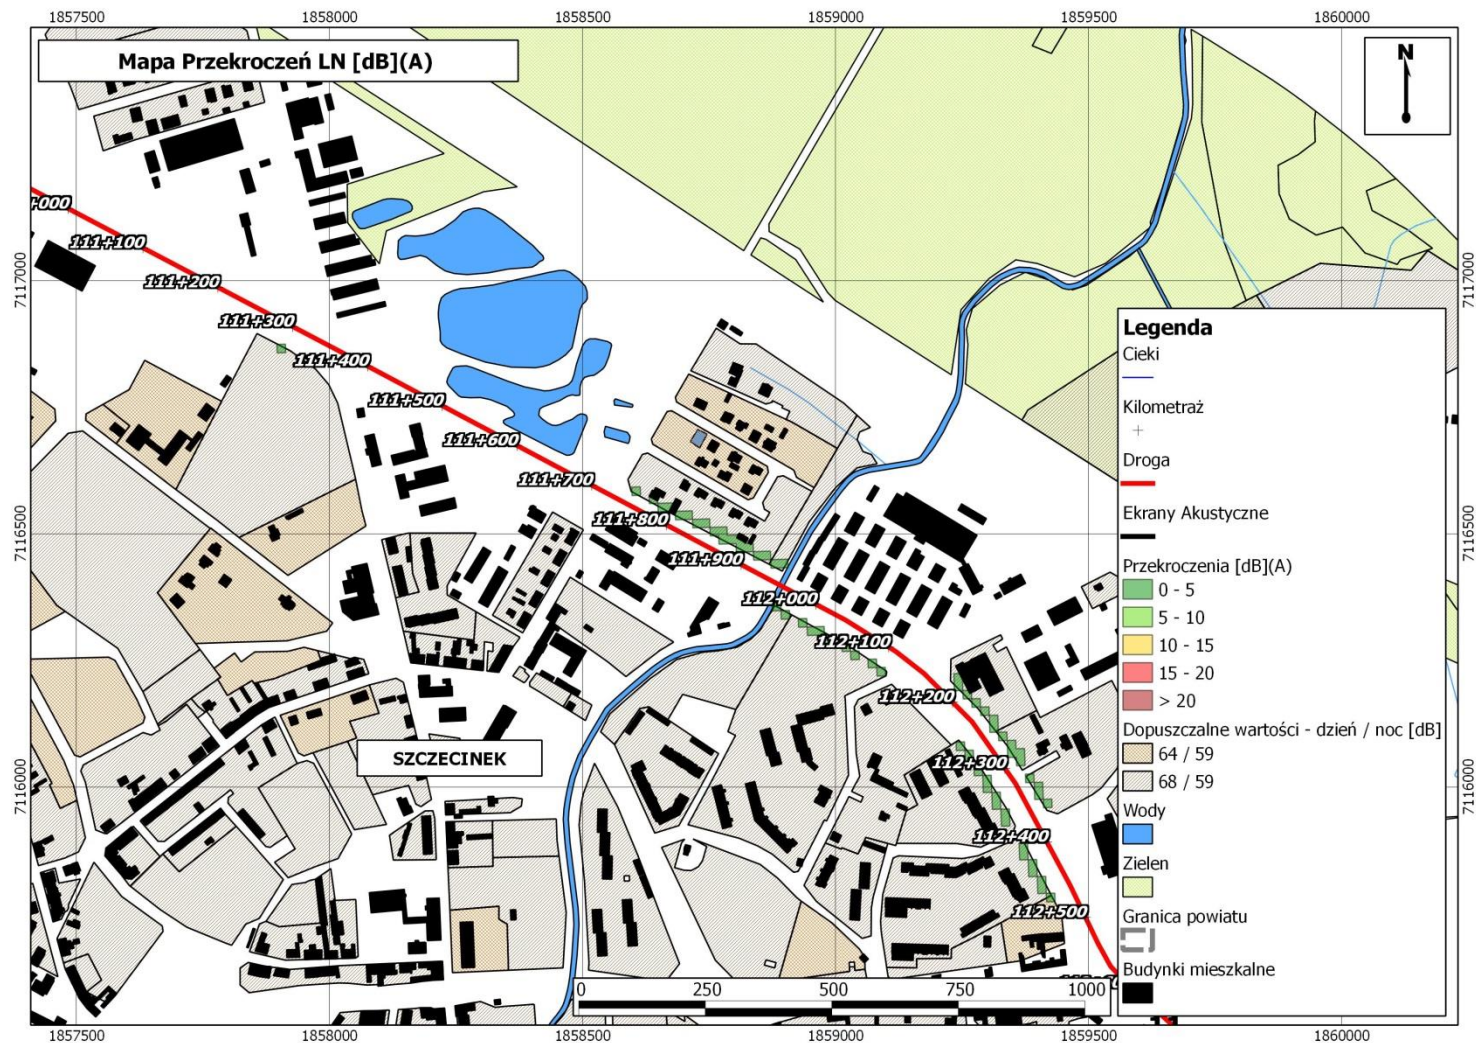 1857500 1858000 1858500 1859000 1859500 1860000
Mapa Przekroczeń LN [dB](A)
N
+000
111+100
111+200
7117000 7117000
111+300
111+400
111+500
111+600
111+700
111+800
7116500 7116500
111+900
112+000
112+100
112+200
112+300
SZCZECINEK
7116000 7116000
112+400
112+500
Legenda
Cieki
Kilometraż
Droga
Ekrany Akustyczne
Przekroczenia [dB](A)
0 - 5
5 - 10
10 - 15
15 - 20
> 20
Dopuszczalne wartości - dzień / noc [dB]
64 / 59
68 / 59
Wody
Zielen
Granica powiatu
Budynki mieszkalne
0 250 500 750 1000
1857500 1858000 1858500 1859000 1859500 1860000